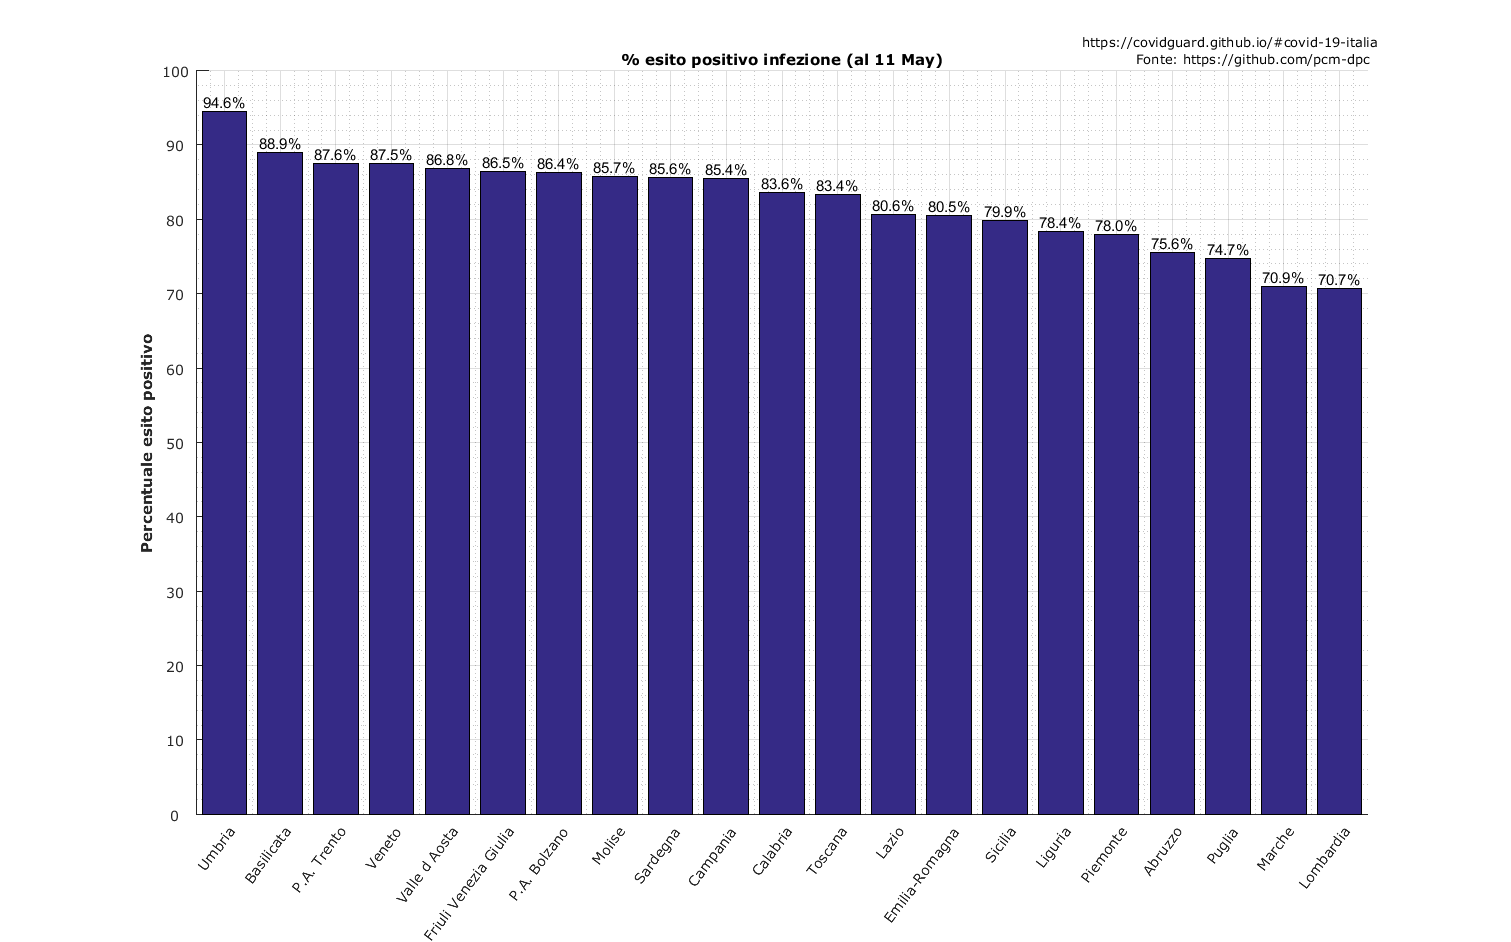 https://covidguard.github.io/#covid-19-italia
% esito positivo infezione (al 11 May)
Fonte: https://github.com/pcm-dpc
100
90
80
70
60
50
40
30
20
10
0
Percentuale esito positivo
94.6%
88.9%
87.6%
87.5%
86.8%
86.5%
86.4%
85.7%
85.6%
85.4%
83.6%
83.4%
80.6%
80.5%
79.9%
78.4%
78.0%
75.6%
74.7%
70.9%
70.7%
Umbria
Basilicata
P.A. Trento
Veneto
Valle d Aosta
Friuli Venezia Giulia
P.A. Bolzano
Molise
Sardegna
Campania
Calabria
Toscana
Lazio
Emilia-Romagna
Sicilia
Liguria
Piemonte
Abruzzo
Puglia
Marche
Lombardia